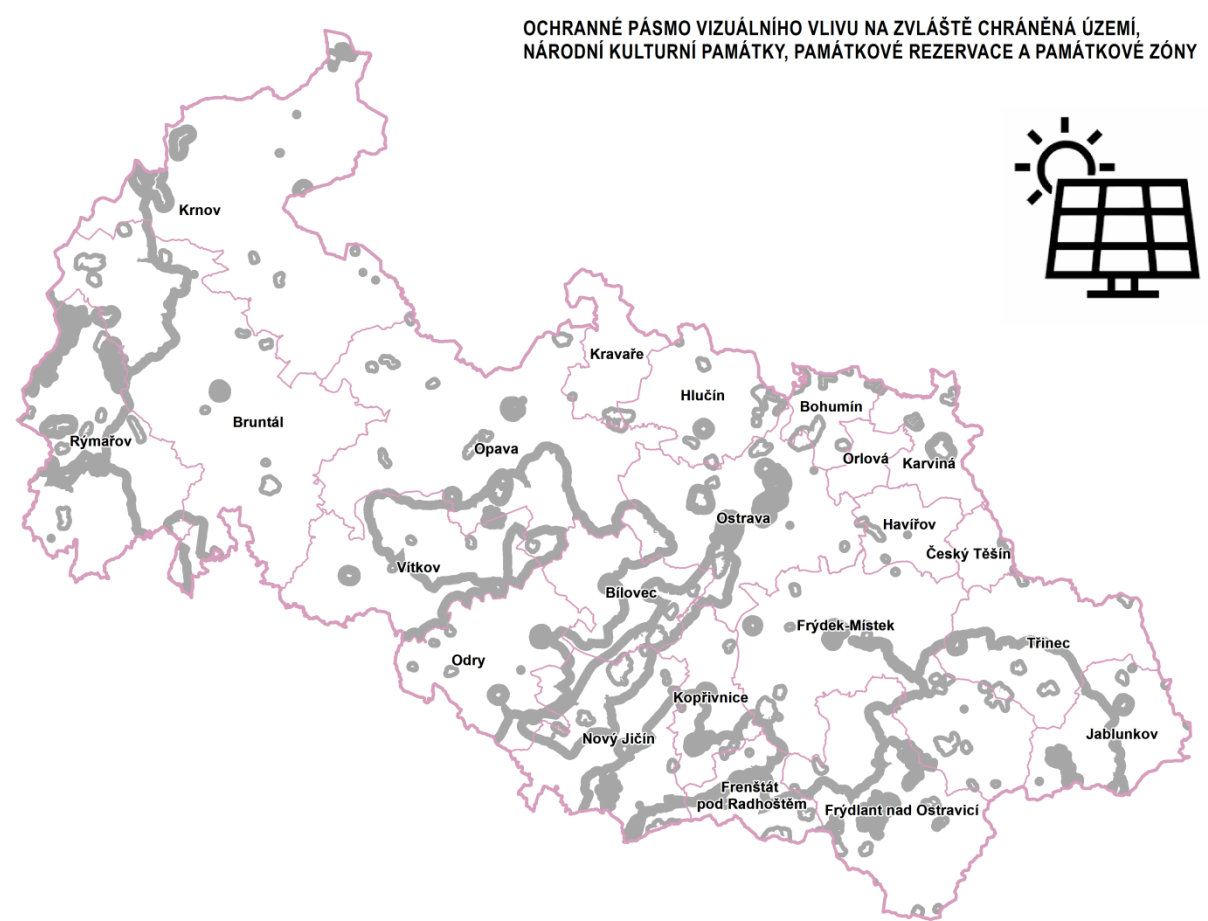 OCHRANNÉ PÁSMO VIZUÁLNÍHO VLIVU NA ZVLÁŠTĚ CHRÁNĚNÁ ÚZEMÍ,
NÁRODNÍ KULTURNÍ PAMÁTKY, PAMÁTKOVÉ REZERVACE A PAMÁTKOVÉ ZÓNY
Krnov
Kravaře
Hlučín
Bohumín
Bruntál
Rýmařov
Opava
Orlová
Karviná
Ostrava
Havířov
Český Těšín
Vítkov
Bílovec
Frýdek-Místek
Třinec
Odry
Kopřivnice
Nový Jičín
Jablunkov
Frenštát
pod Radhoštěm
Frýdlant nad Ostravicí